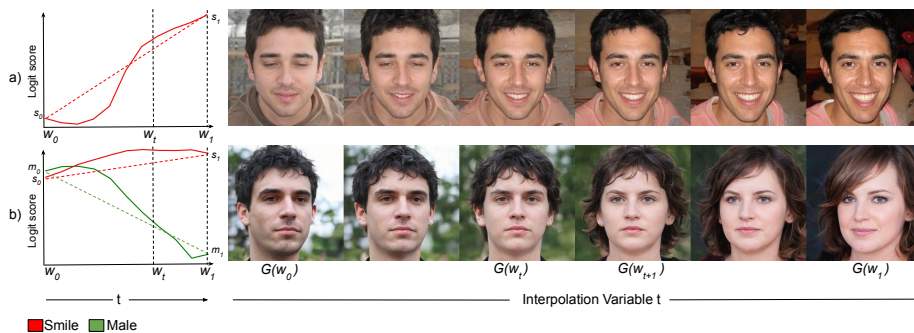 a)
Logit score
s₁
s₀
w₀
wₜ
w₁
b)
Logit score
m₀
s₀
s₁
m₁
w₀
wₜ
w₁
G(w₀)
G(wₜ)
G(wₜ₊₁)
G(w₁)
t
Interpolation Variable t
Smile
Male